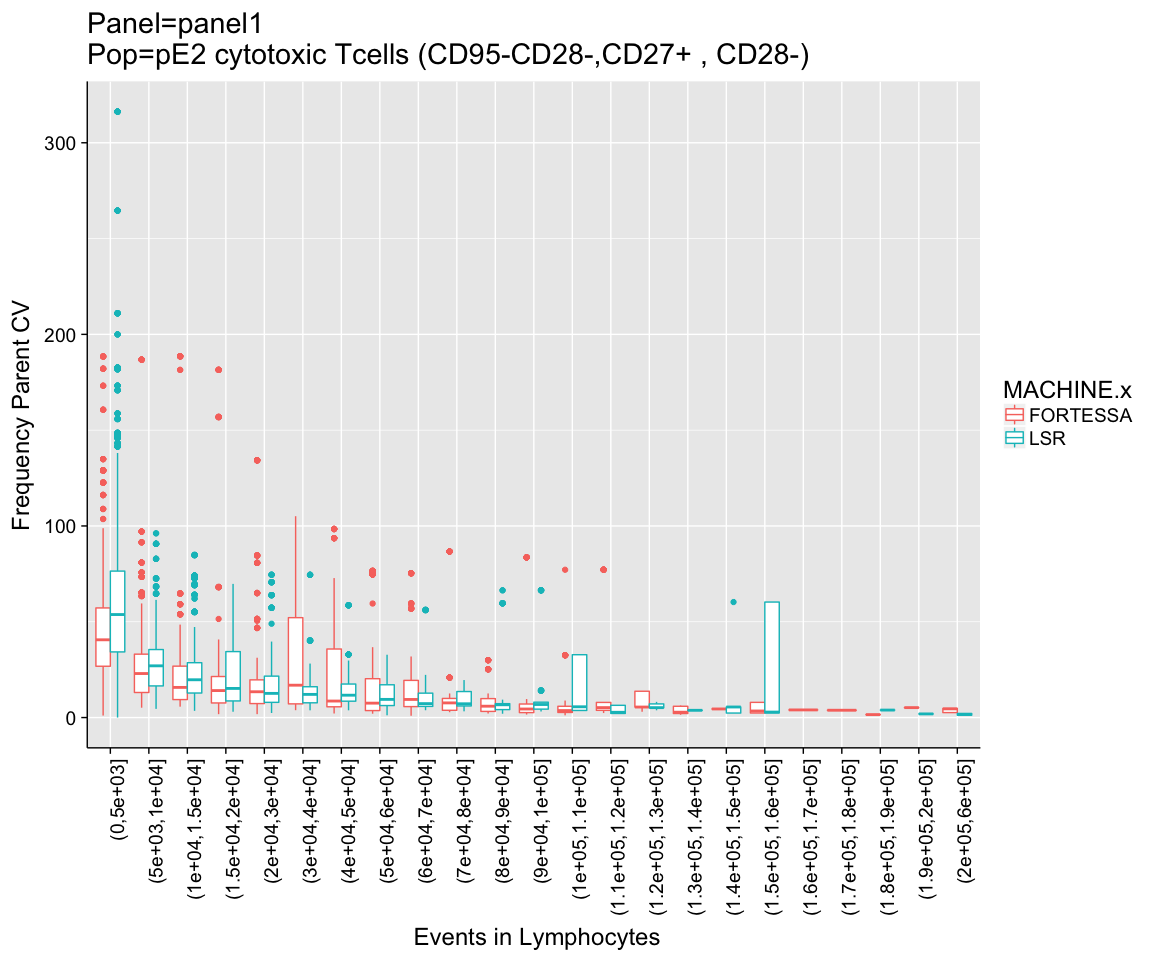 Panel=panel1
Pop=pE2 cytotoxic Tcells (CD95-CD28-,CD27+ , CD28-)
300
200
100
0
Frequency Parent CV
(0,5e+03]
(5e+03,1e+04]
(1e+04,1.5e+04]
(1.5e+04,2e+04]
(2e+04,3e+04]
(3e+04,4e+04]
(4e+04,5e+04]
(5e+04,6e+04]
(6e+04,7e+04]
(7e+04,8e+04]
(8e+04,9e+04]
(9e+04,1e+05]
(1e+05,1.1e+05]
(1.1e+05,1.2e+05]
(1.2e+05,1.3e+05]
(1.3e+05,1.4e+05]
(1.4e+05,1.5e+05]
(1.5e+05,1.6e+05]
(1.6e+05,1.7e+05]
(1.7e+05,1.8e+05]
(1.8e+05,1.9e+05]
(1.9e+05,2e+05]
(2e+05,6e+05]
Events in Lymphocytes
MACHINE.x
FORTESSA
LSR